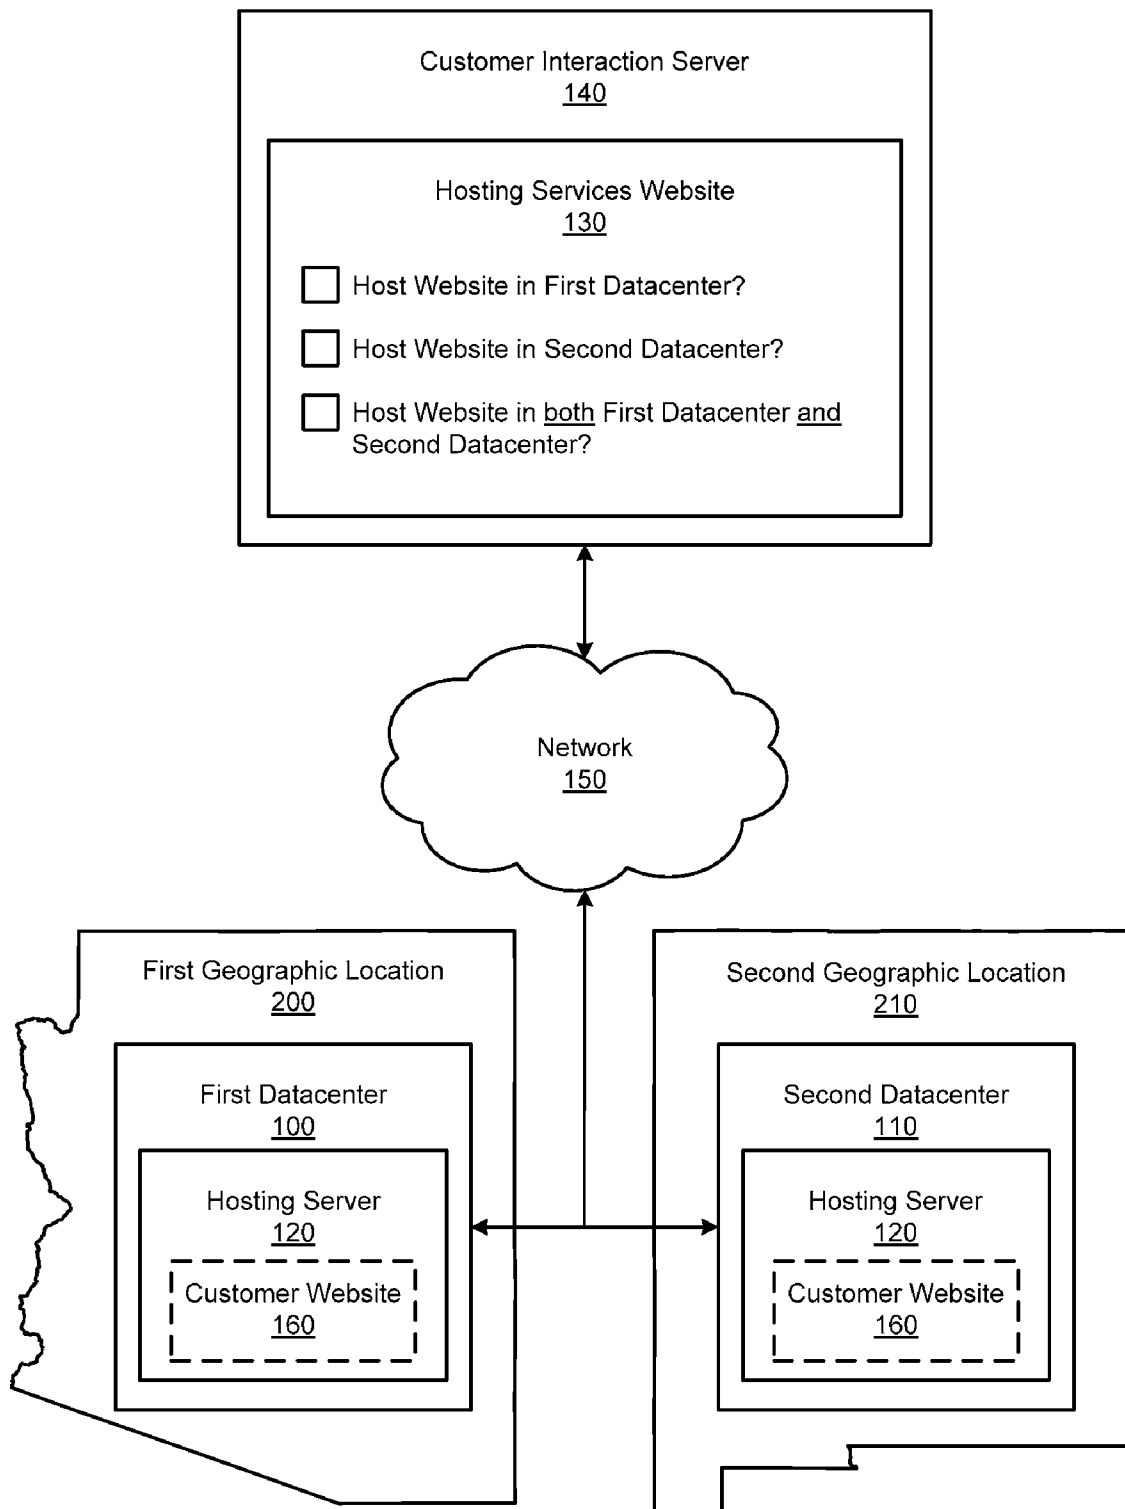 Customer Interaction Server
140
Hosting Services Website
130
Host Website in First Datacenter?
Host Website in Second Datacenter?
Host Website in both First Datacenter and
Second Datacenter?
Network
150
First Geographic Location
200
First Datacenter
100
Hosting Server
120
Customer Website
160
Second Geographic Location
210
Second Datacenter
110
Hosting Server
120
Customer Website
160